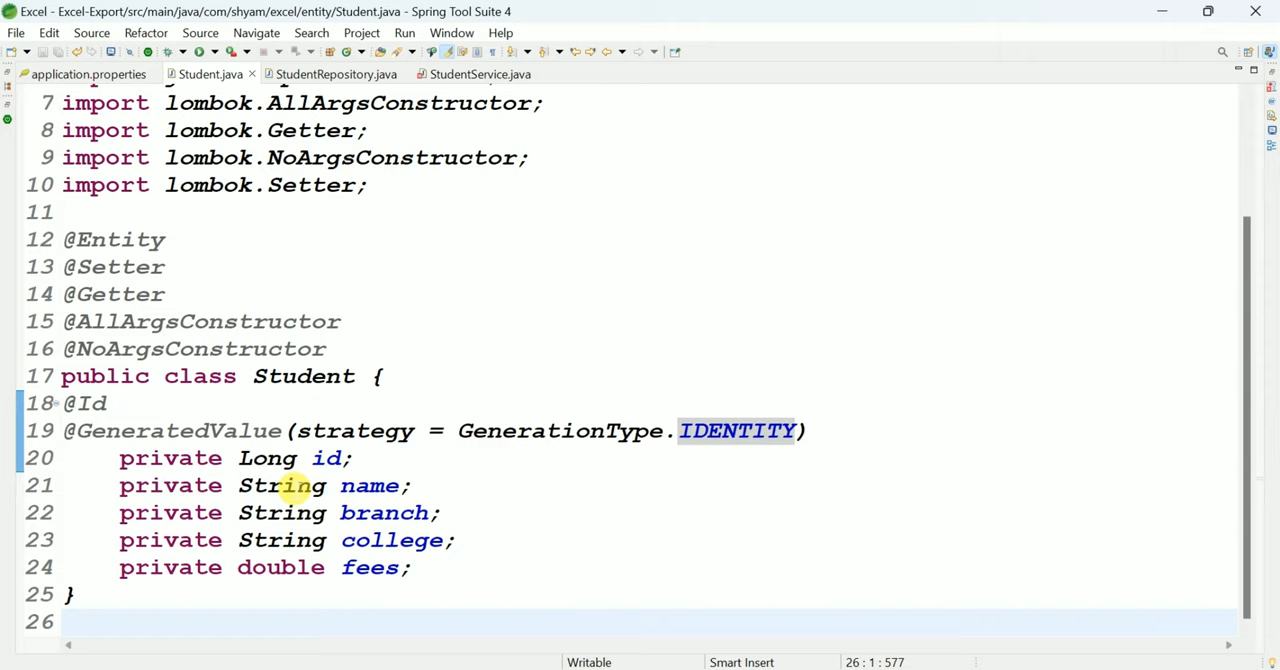 Excel - Excel-Export/src/main/java/com/shyam/excel/entity/Student.java - Spring Tool Suite 4
File Edit Source Refactor Source Navigate Search Project Run Window Help
application.properties Student.java StudentRepository.java StudentService.java
7 import lombok.AllArgsConstructor;
8 import lombok.Getter;
9 import lombok.NoArgsConstructor;
10 import lombok.Setter;
11
12 @Entity
13 @Setter
14 @Getter
15 @AllArgsConstructor
16 @NoArgsConstructor
17 public class Student {
18 @Id
19 @GeneratedValue(strategy = GenerationType.IDENTITY)
20 private Long id;
21 private String name;
22 private String branch;
23 private String college;
24 private double fees;
25 }
26
Writable Smart Insert 26 : 1 : 577